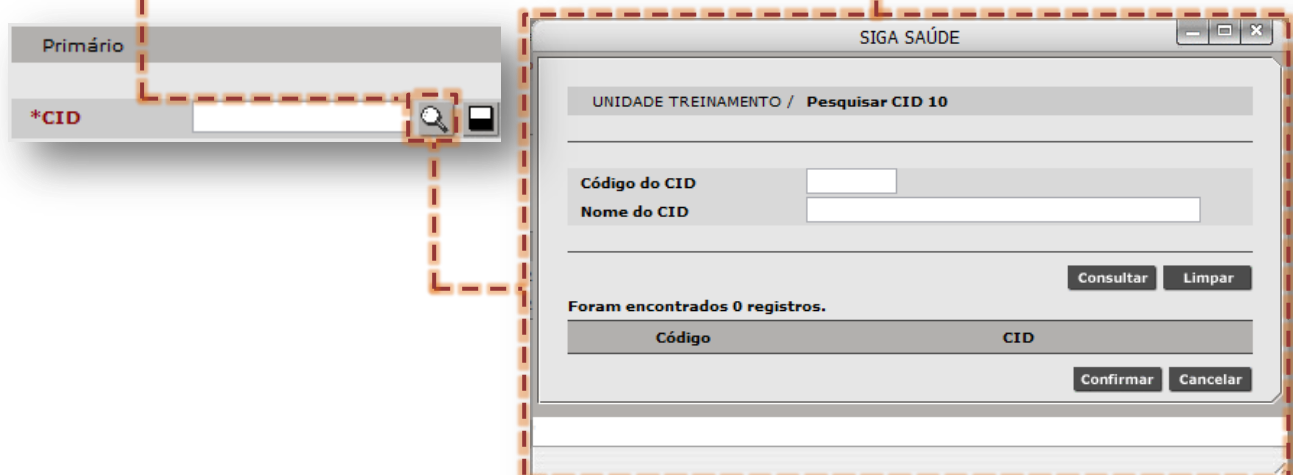 Primário
*CID
SIGA SAÚDE
UNIDADE TREINAMENTO / Pesquisar CID 10
Código do CID
Nome do CID
Consultar Limpar
Foram encontrados 0 registros.
Código CID
Confirmar Cancelar